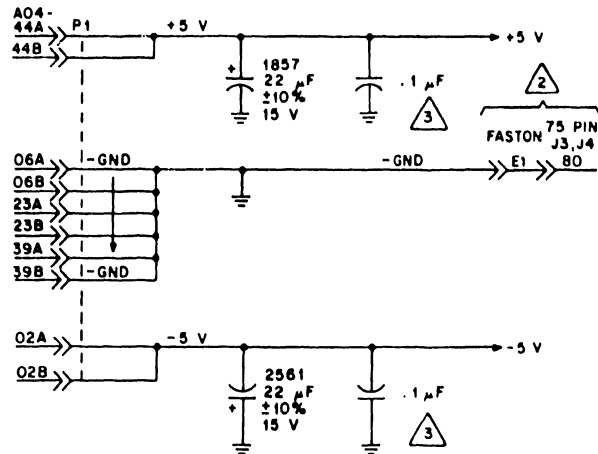 A04-
44A P1 +5 V +5 V
44B
1857
22 μF
±10%
15 V
.1 μF
3
2
FASTON 75 PIN
J3,J4
06A -GND -GND E1 80
06B
23A
23B
39A
39B -GND
02A -5 V -5 V
02B
2561
22 μF
±10%
15 V
.1 μF
3